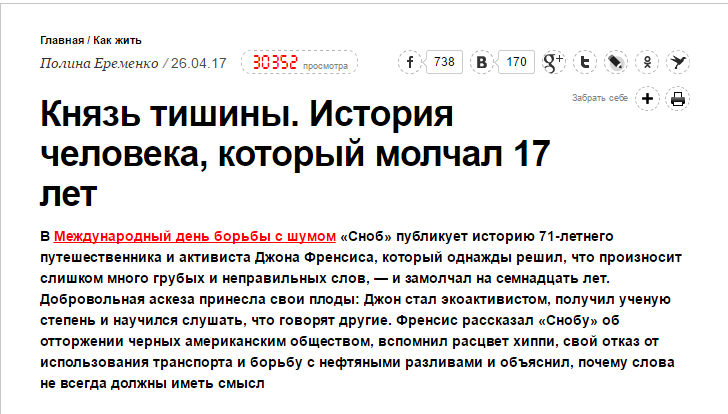 Главная / Как жить
Полина Еременко / 26.04.17 30352 просмотра f 738 B 170 g+ t
Забрать себе +
Князь тишины. История
человека, который молчал 17
лет
В Международный день борьбы с шумом «Сноб» публикует историю 71-летнего
путешественника и активиста Джона Френсиса, который однажды решил, что произносит
слишком много грубых и неправильных слов, — и замолчал на семнадцать лет.
Добровольная аскеза принесла свои плоды: Джон стал экоактивистом, получил ученую
степень и научился слушать, что говорят другие. Френсис рассказал «Снобу» об
отторжении черных американским обществом, вспомнил расцвет хиппи, свой отказ от
использования транспорта и борьбу с нефтяными разливами и объяснил, почему слова
не всегда должны иметь смысл